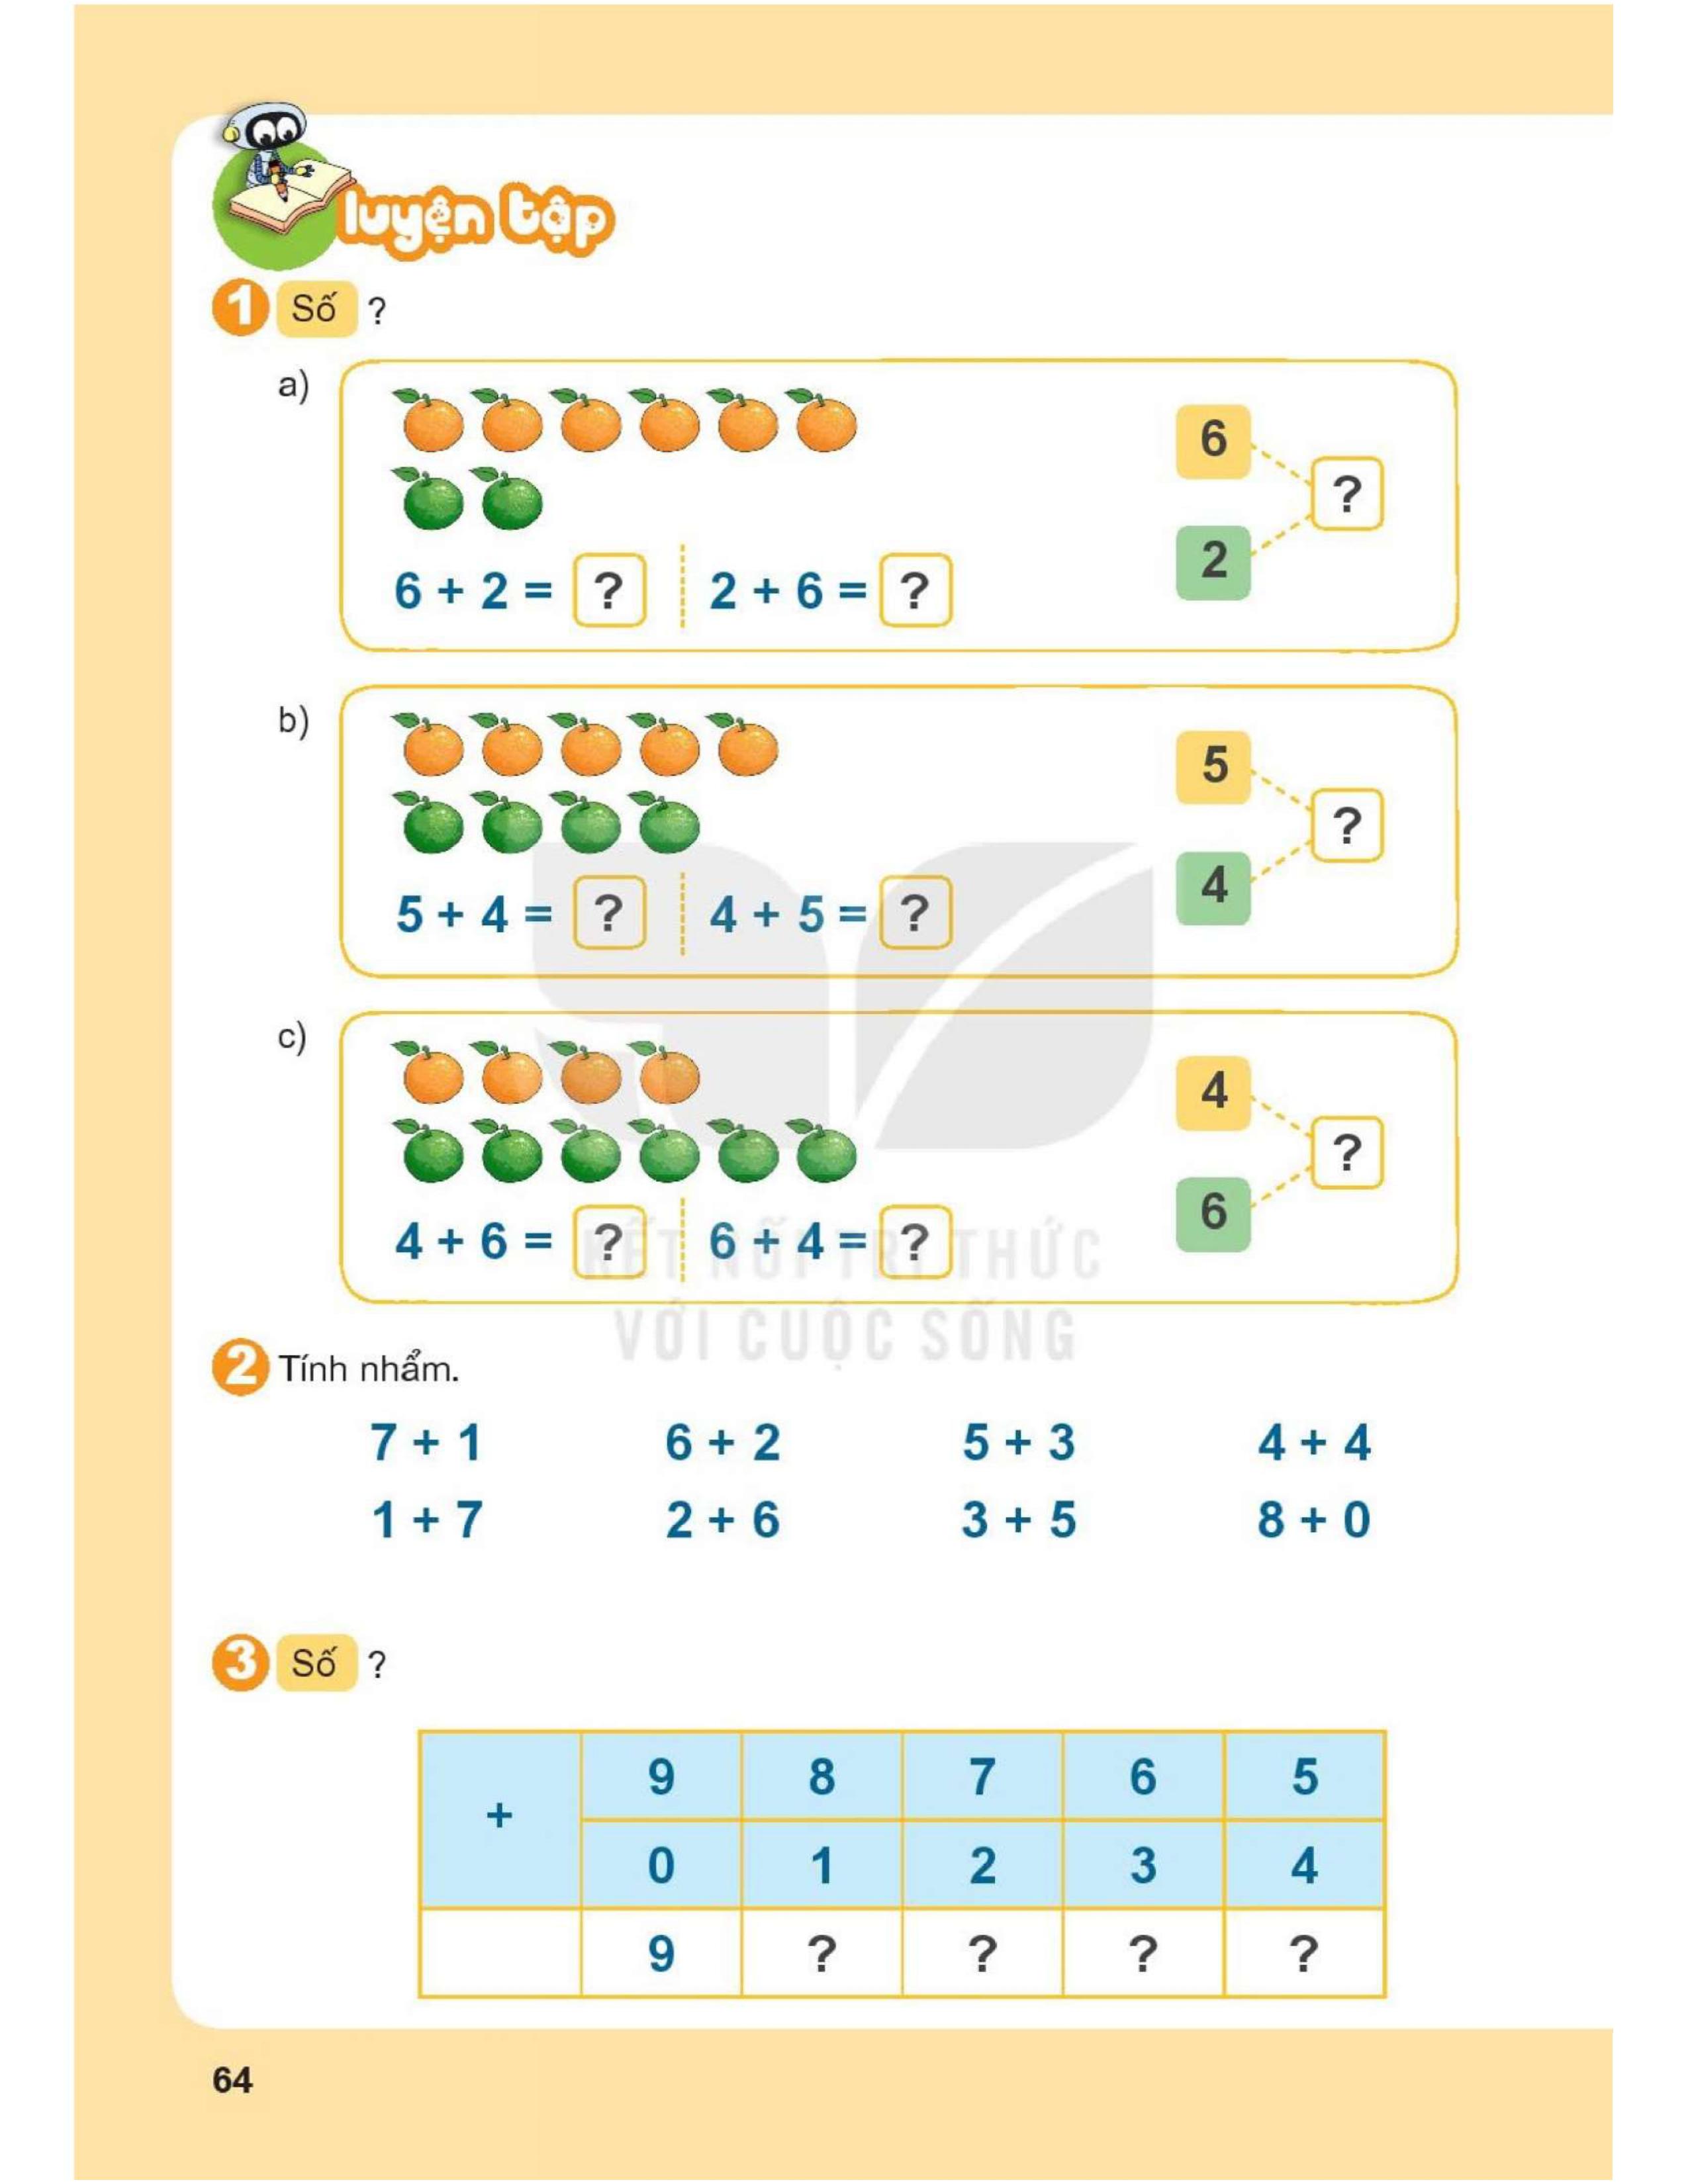 luyện tập
1 Số ?
a)
6
?
2
6 + 2 = ? 2 + 6 = ?
b)
5
?
4
5 + 4 = ? 4 + 5 = ?
c)
4
?
6
4 + 6 = ? 6 + 4 = ?
KẾT NỐI TRI THỨC
VỚI CUỘC SỐNG
2 Tính nhẩm.
7 + 1 6 + 2 5 + 3 4 + 4
1 + 7 2 + 6 3 + 5 8 + 0
3 Số ?
+ 9 8 7 6 5
0 1 2 3 4
9 ? ? ? ?
64